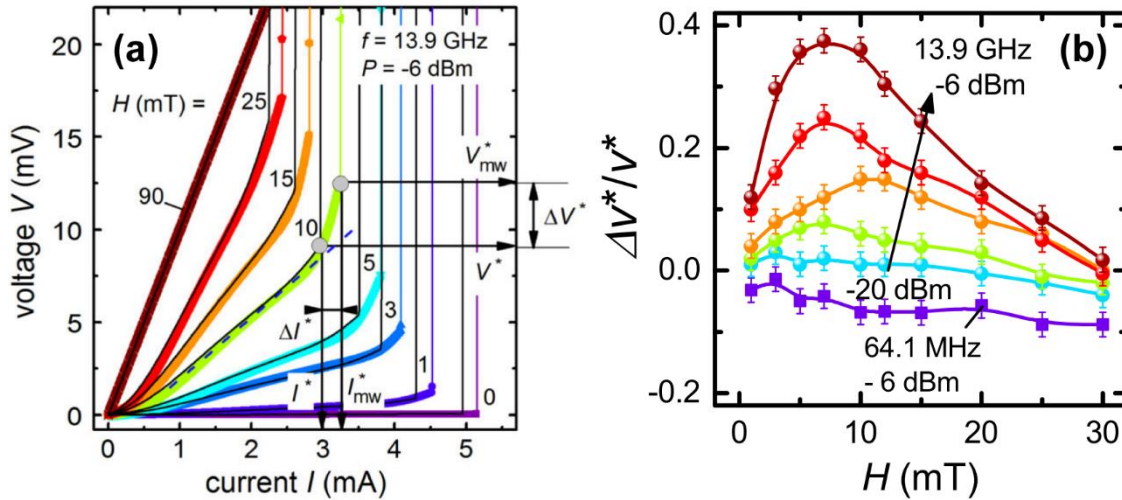 (a)
f = 13.9 GHz
P = -6 dBm
H (mT) =
25
15
90
10
5
3
1
0
V*mw
ΔV*
V*
ΔI*
I*
I*mw
20
15
10
5
0
voltage V (mV)
0 1 2 3 4 5
current I (mA)
(b)
13.9 GHz
-6 dBm
-20 dBm
64.1 MHz
- 6 dBm
0.4
0.2
0.0
-0.2
Δv*/v*
0 10 20 30
H (mT)